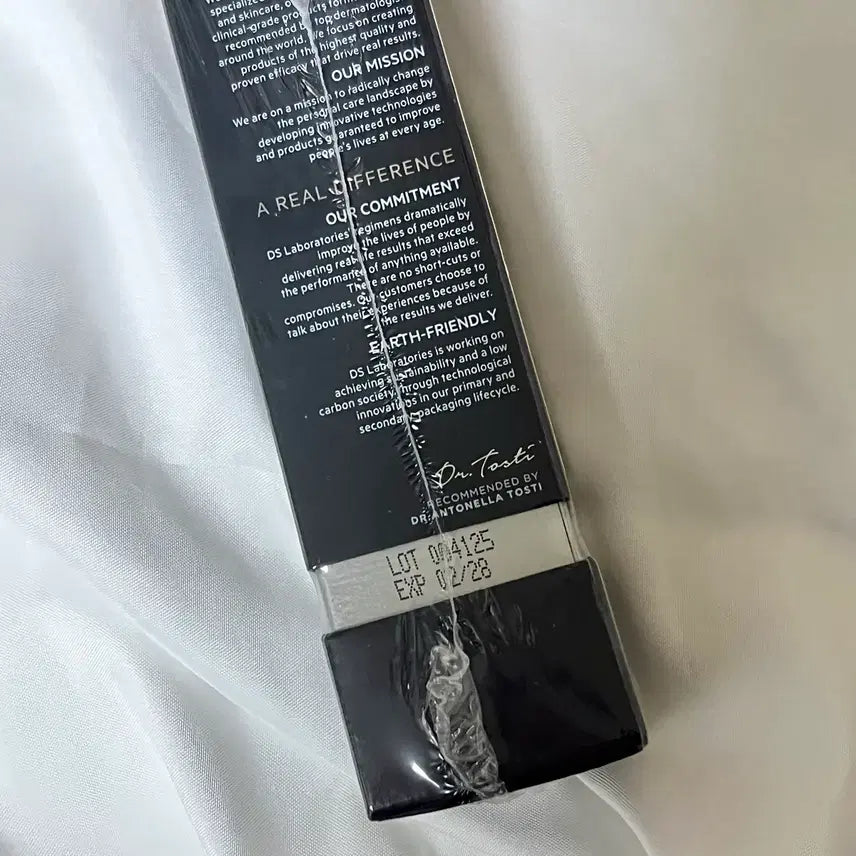 specialized
and skincare,
clinical-grade products
recommended by top dermatologis
around the world. We focus on creating
products of the highest quality and
proven efficacy that drive real results.
OUR MISSION
We are on a mission to radically change
the personal care landscape by
developing innovative technologies
and products guaranteed to improve
people's lives at every age.
A REAL DIFFERENCE
OUR COMMITMENT
DS Laboratories' regimens dramatically
improve the lives of people by
delivering real-life results that exceed
the performance of anything available.
There are no short-cuts or
compromises. Our customers choose to
talk about their experiences because of
the results we deliver.
EARTH-FRIENDLY
DS Laboratories is working on
achieving sustainability and a low
carbon society through technological
innovations in our primary and
secondary packaging lifecycle.
Dr. Tosti
RECOMMENDED BY
DR. ANTONELLA TOSTI
LOT 004125
EXP 02/28